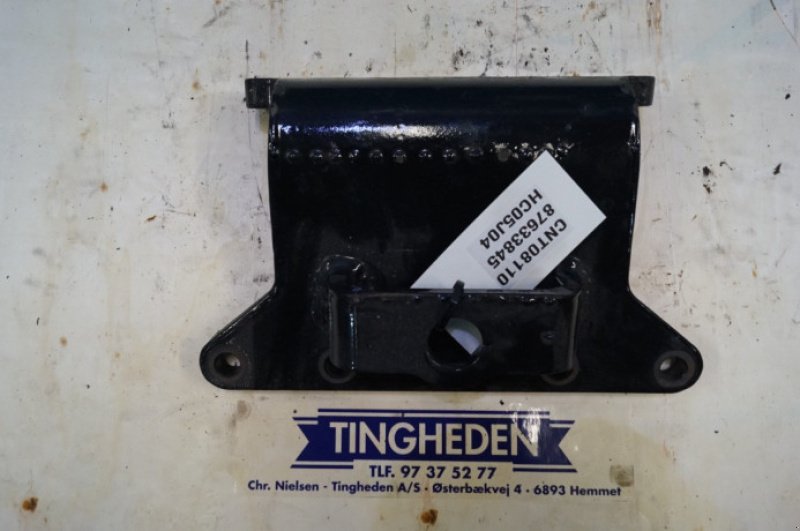 CNT08110
87633845
HC05J04
TINGHEDEN
TLF. 97 37 52 77
Chr. Nielsen - Tingheden A/S - Østerbækvej 4 - 6893 Hemmet